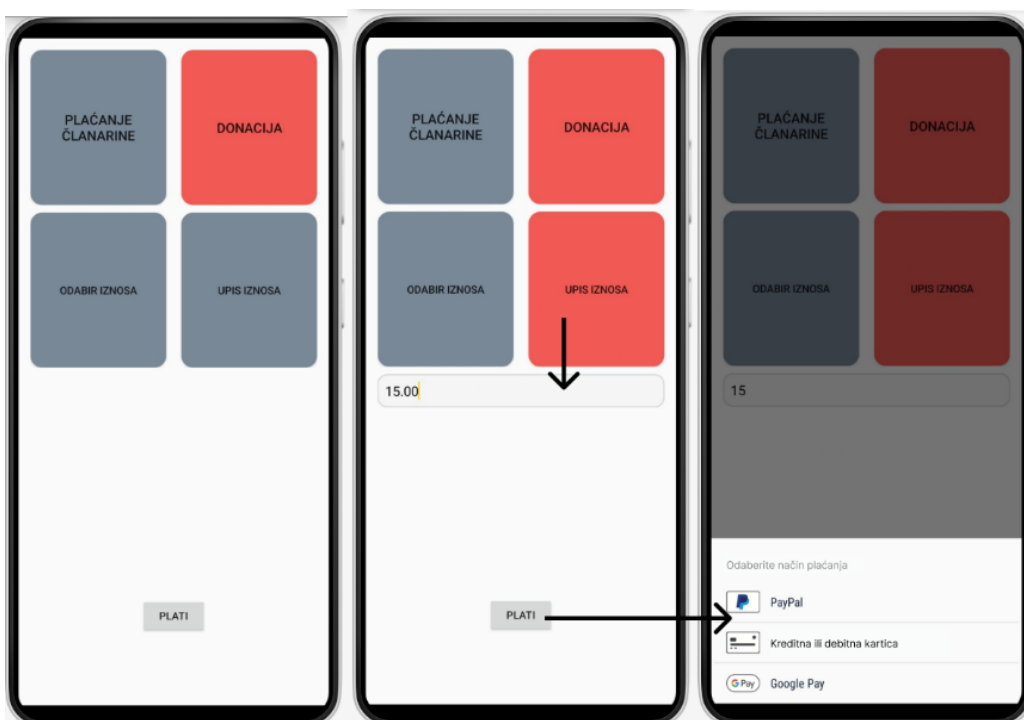 PLAĆANJE
ČLANARINE
DONACIJA
ODABIR IZNOSA
UPIS IZNOSA
PLATI
PLAĆANJE
ČLANARINE
DONACIJA
ODABIR IZNOSA
UPIS IZNOSA
15.00
PLATI
PLAĆANJE
ČLANARINE
DONACIJA
ODABIR IZNOSA
UPIS IZNOSA
15
Odaberite način plaćanja
PayPal
Kreditna ili debitna kartica
G Pay
Google Pay